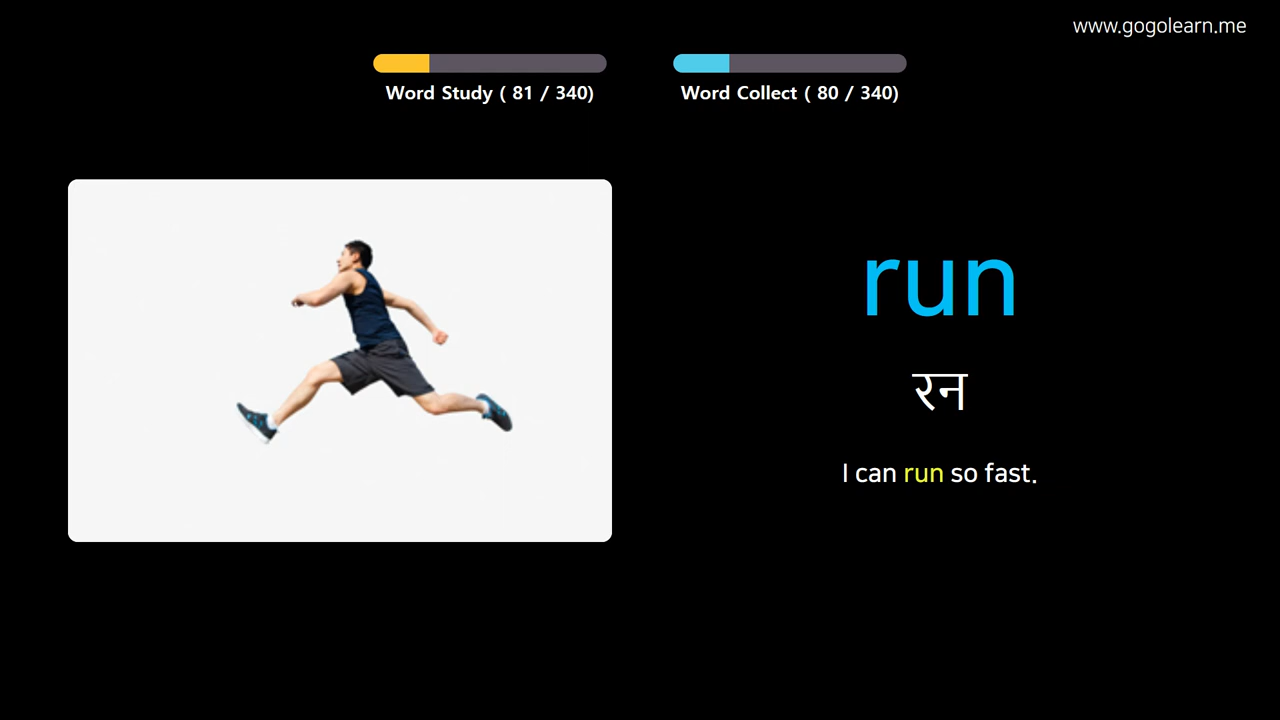 www.gogolearn.me
Word Study ( 81 / 340)
Word Collect ( 80 / 340)
run
रन
I can run so fast.